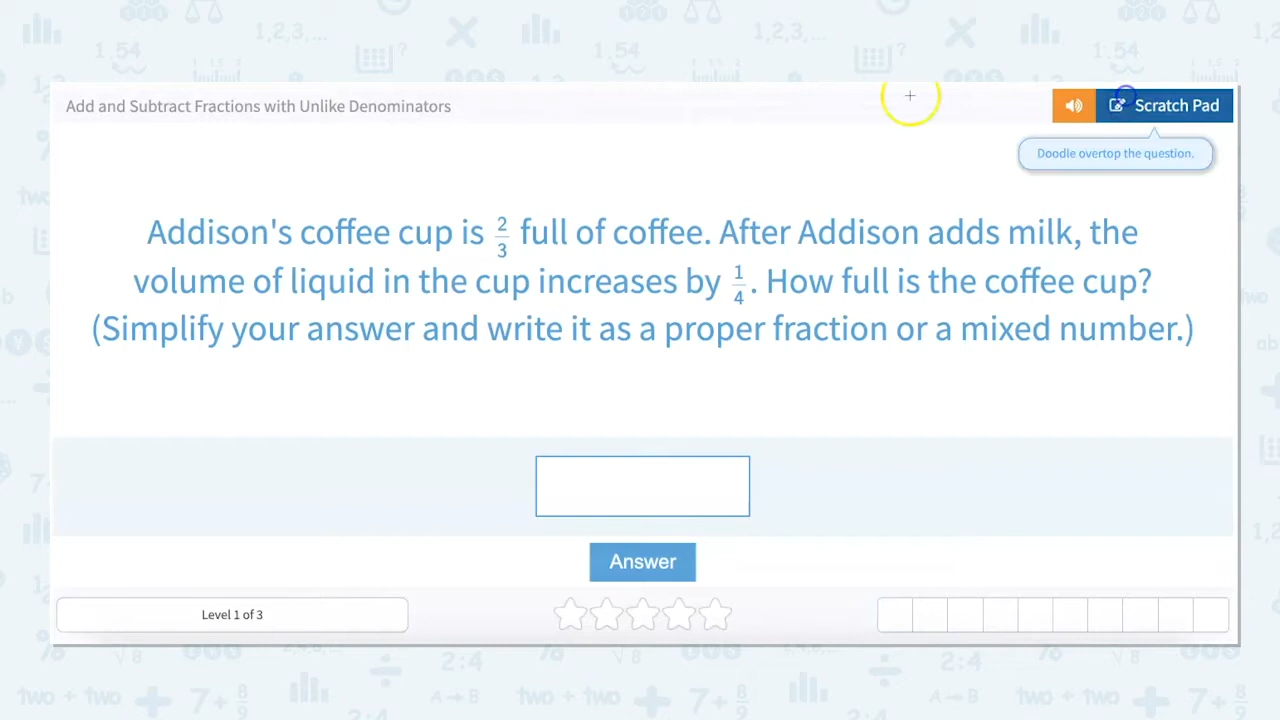 Add and Subtract Fractions with Unlike Denominators
Scratch Pad
Doodle overtop the question.
Addison's coffee cup is 2/3 full of coffee. After Addison adds milk, the
volume of liquid in the cup increases by 1/4. How full is the coffee cup?
(Simplify your answer and write it as a proper fraction or a mixed number.)
Answer
Level 1 of 3